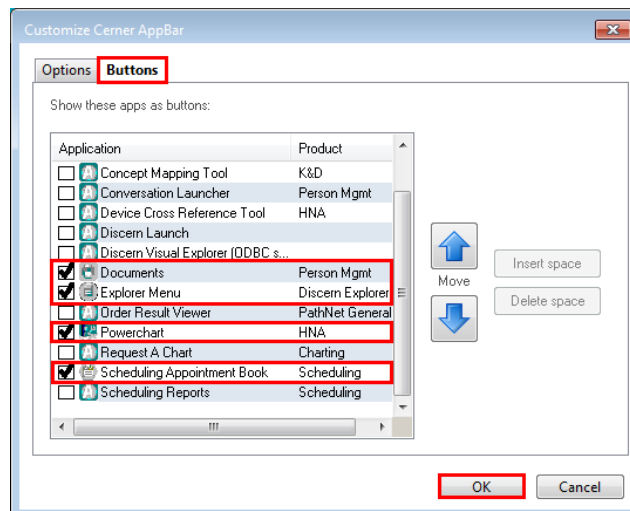 Customize Cerner AppBar
Options Buttons
Show these apps as buttons:
Application Product
Concept Mapping Tool K&D
Conversation Launcher Person Mgmt
Device Cross Reference Tool HNA
Discern Launch
Discern Visual Explorer (ODBC s...
Documents Person Mgmt
Explorer Menu Discern Explorer
Order Result Viewer PathNet General
Powerchart HNA
Request A Chart Charting
Scheduling Appointment Book Scheduling
Scheduling Reports Scheduling
Move
Insert space
Delete space
OK Cancel